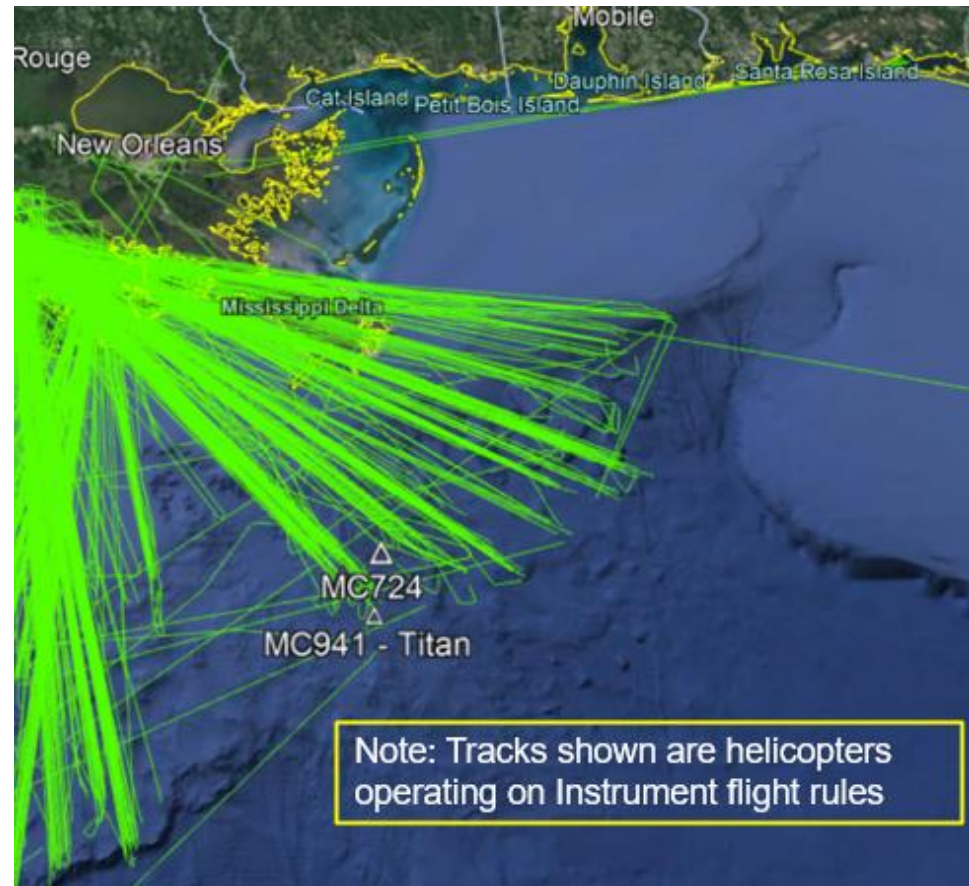 Mobile
Rouge
Dauphin Island
Santa Rosa Island
Cat Island
Petit Bois Island
New Orleans
Mississippi Delta
MC724
MC941 - Titan
Note: Tracks shown are helicopters
operating on Instrument flight rules